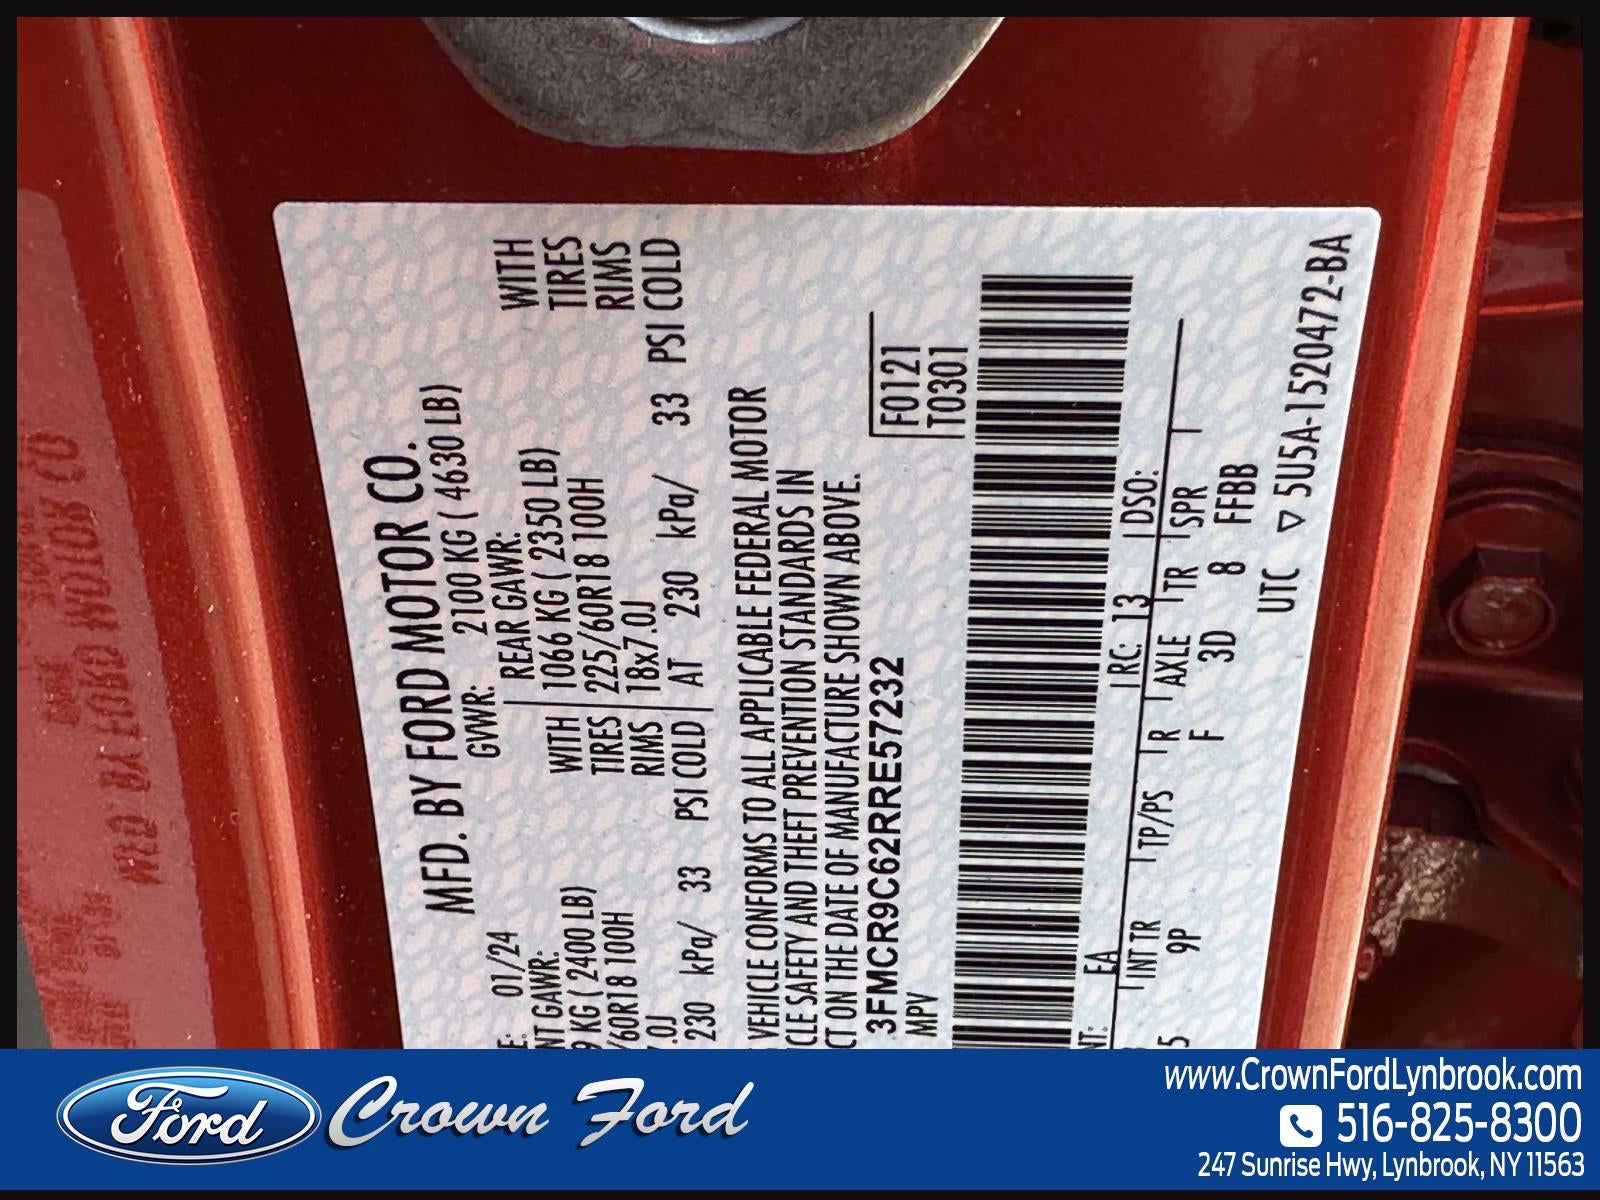 MFD. BY FORD MOTOR CO.
01/24 GVWR: 2100 KG ( 4630 LB)
GAWR: REAR GAWR:
KG ( 2400 LB) WITH 1066 KG ( 2350 LB) WITH
/60R18 100H TIRES 225/60R18 100H TIRES
.0J RIMS 18x7.0J RIMS
230 kPa/ 33 PSI COLD AT 230 kPa/ 33 PSI COLD
VEHICLE CONFORMS TO ALL APPLICABLE FEDERAL MOTOR
CLE SAFETY AND THEFT PREVENTION STANDARDS IN
CT ON THE DATE OF MANUFACTURE SHOWN ABOVE.
3FMCR9C62RRE57232 F0121
MPV T0301
NT: EA RC: 13 DSO:
INT TR TP/PS R AXLE TR SPR
5 9P F 3D 8 FFBB
UTC ▽ 5U5A-1520472-BA
Ford Crown Ford
www.CrownFordLynbrook.com
516-825-8300
247 Sunrise Hwy, Lynbrook, NY 11563